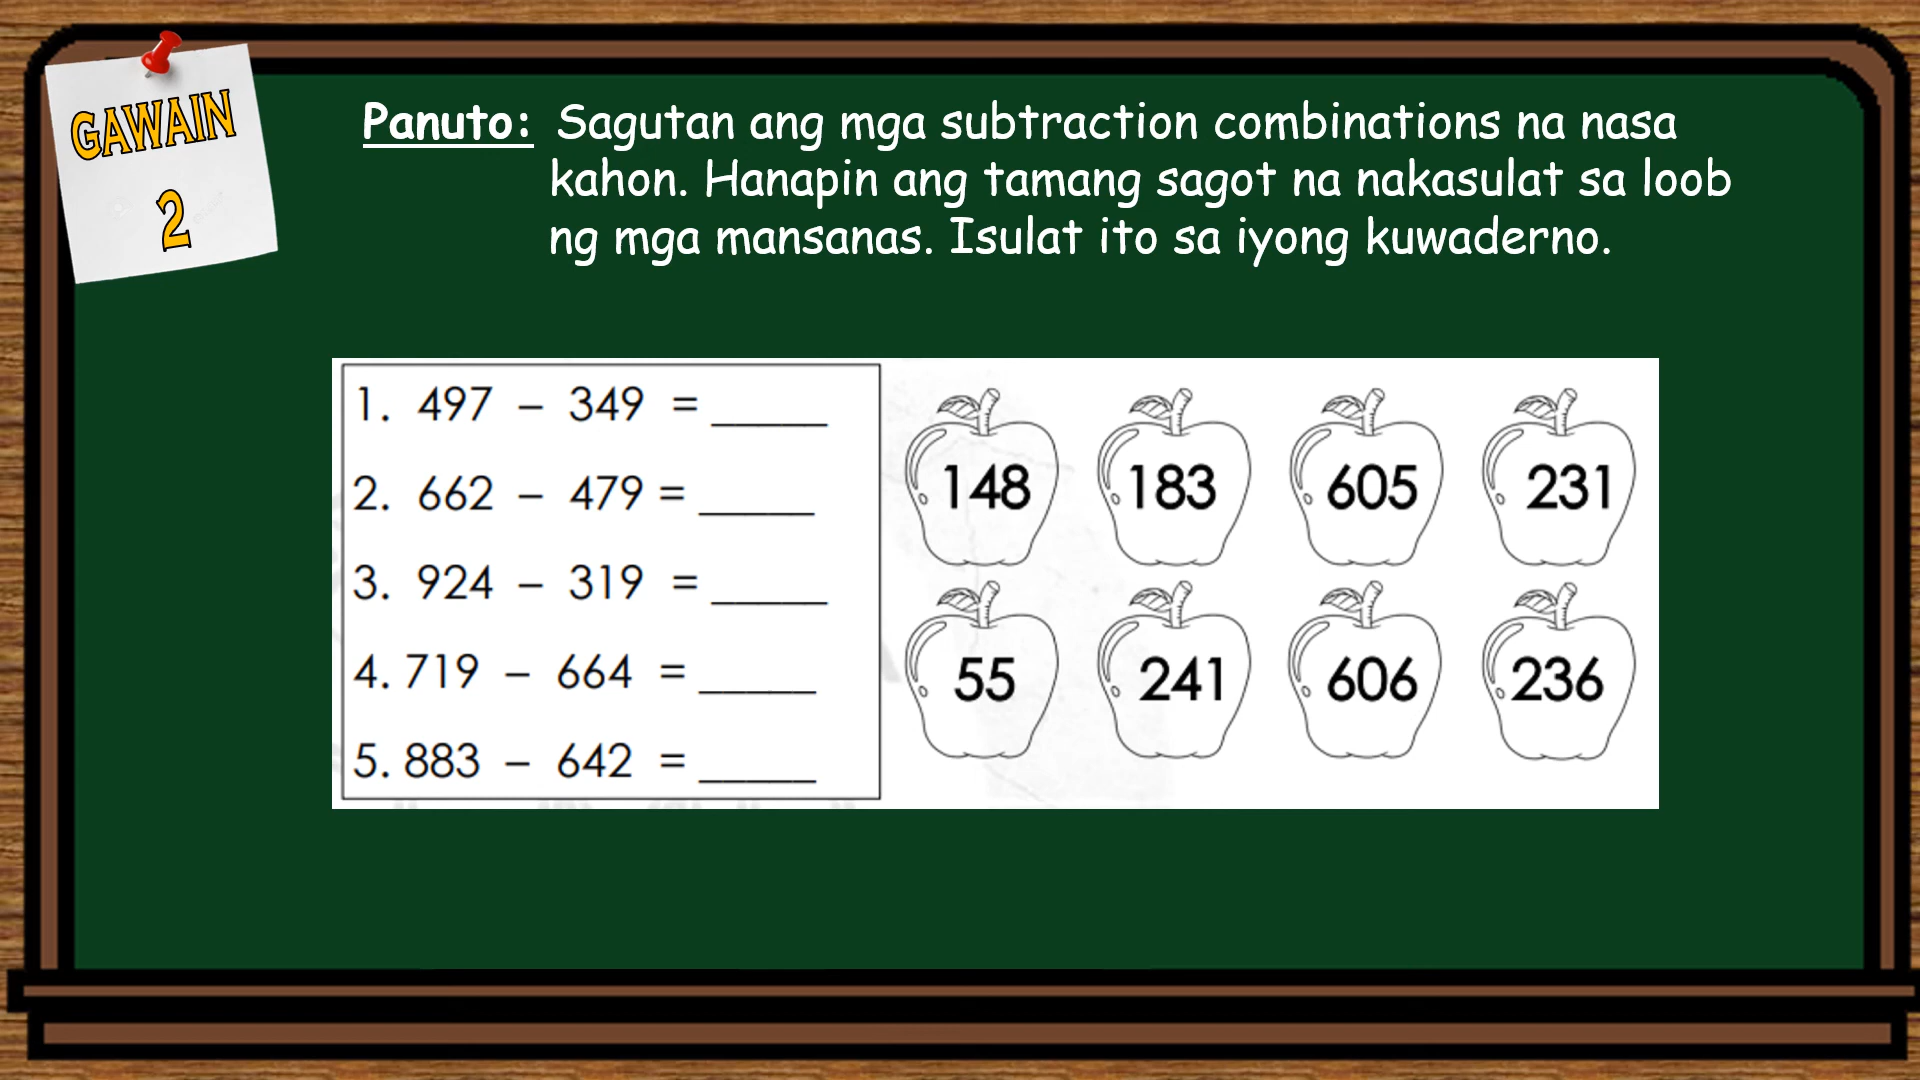 GAWAIN
2
Panuto: Sagutan ang mga subtraction combinations na nasa
kahon. Hanapin ang tamang sagot na nakasulat sa loob
ng mga mansanas. Isulat ito sa iyong kuwaderno.
1. 497 – 349 = _____
2. 662 – 479 = _____
3. 924 – 319 = _____
4. 719 – 664 = _____
5. 883 – 642 = _____
148 183 605 231
55 241 606 236